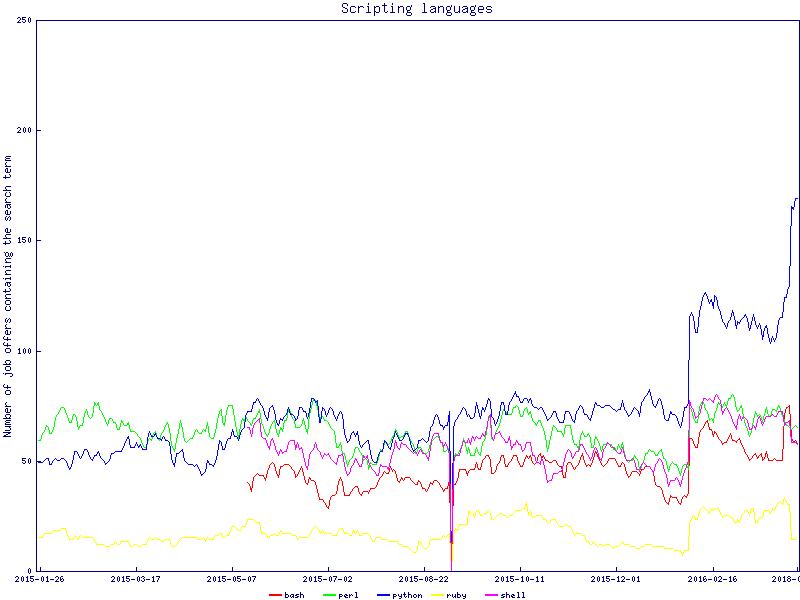 Scripting languages
Number of job offers containing the search term
250
200
150
100
50
0
2015-01-26 2015-03-17 2015-05-07 2015-07-02 2015-08-22 2015-10-11 2015-12-01 2016-02-16 2018-0
bash perl python ruby shell